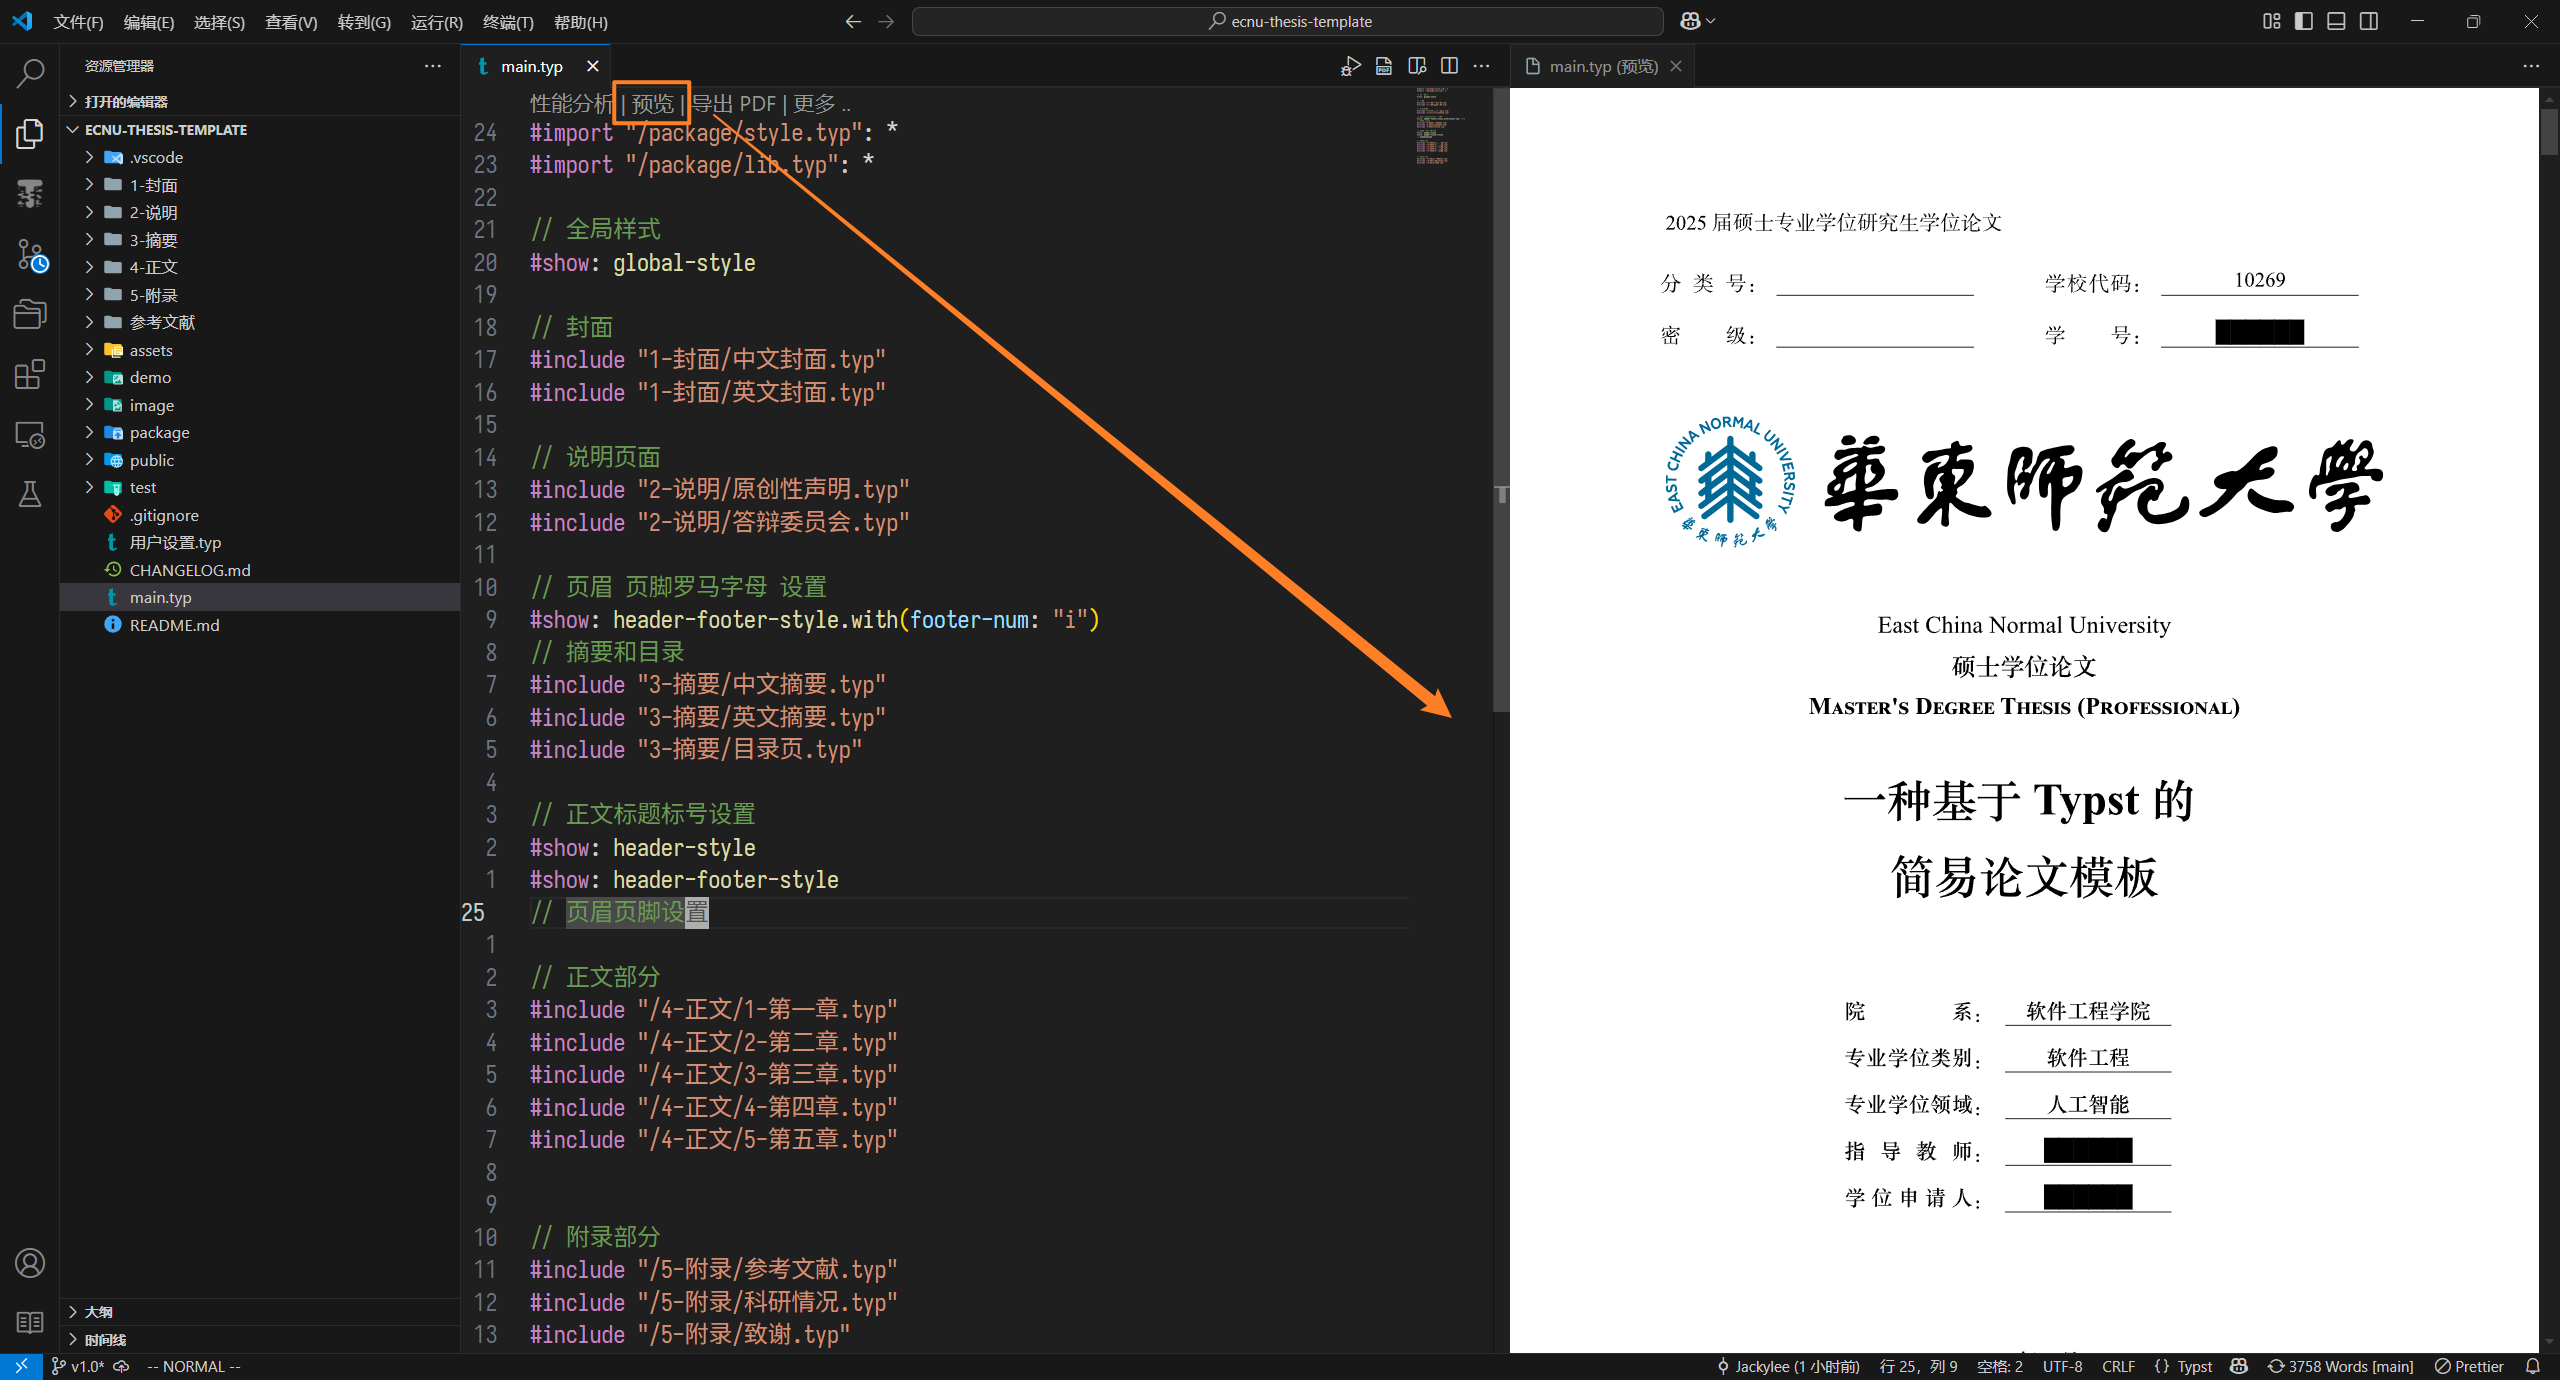 文件(F) 编辑(E) 选择(S) 查看(V) 转到(G) 运行(R) 终端(T) 帮助(H)
ecnu-thesis-template
资源管理器
打开的编辑器
ECNU-THESIS-TEMPLATE
.vscode
1-封面
2-说明
3-摘要
4-正文
5-附录
参考文献
assets
demo
image
package
public
test
.gitignore
用户设置.typ
CHANGELOG.md
main.typ
README.md
大纲
时间线
main.typ
性能分析 | 预览 | 导出 PDF | 更多 ..
24 #import "/package/style.typ": *
23 #import "/package/lib.typ": *
22
21 // 全局样式
20 #show: global-style
19
18 // 封面
17 #include "1-封面/中文封面.typ"
16 #include "1-封面/英文封面.typ"
15
14 // 说明页面
13 #include "2-说明/原创性声明.typ"
12 #include "2-说明/答辩委员会.typ"
11
10 // 页眉 页脚罗马字母 设置
9 #show: header-footer-style.with(footer-num: "i")
8 // 摘要和目录
7 #include "3-摘要/中文摘要.typ"
6 #include "3-摘要/英文摘要.typ"
5 #include "3-摘要/目录页.typ"
4
3 // 正文标题标号设置
2 #show: header-style
1 #show: header-footer-style
25 // 页眉页脚设置
1
2 // 正文部分
3 #include "/4-正文/1-第一章.typ"
4 #include "/4-正文/2-第二章.typ"
5 #include "/4-正文/3-第三章.typ"
6 #include "/4-正文/4-第四章.typ"
7 #include "/4-正文/5-第五章.typ"
8
9
10 // 附录部分
11 #include "/5-附录/参考文献.typ"
12 #include "/5-附录/科研情况.typ"
13 #include "/5-附录/致谢.typ"
main.typ (预览)
2025 届硕士专业学位研究生学位论文
分 类 号： 学校代码： 10269
密 级： 学 号：
EAST CHINA NORMAL UNIVERSITY
華東師範大學
華東師範大學
East China Normal University
硕士学位论文
MASTER'S DEGREE THESIS (PROFESSIONAL)
一种基于 Typst 的
简易论文模板
院 系： 软件工程学院
专业学位类别： 软件工程
专业学位领域： 人工智能
指 导 教 师：
学 位 申 请 人：
v1.0* -- NORMAL -- Jackylee (1 小时前) 行 25，列 9 空格: 2 UTF-8 CRLF {} Typst 3758 Words [main] Prettier